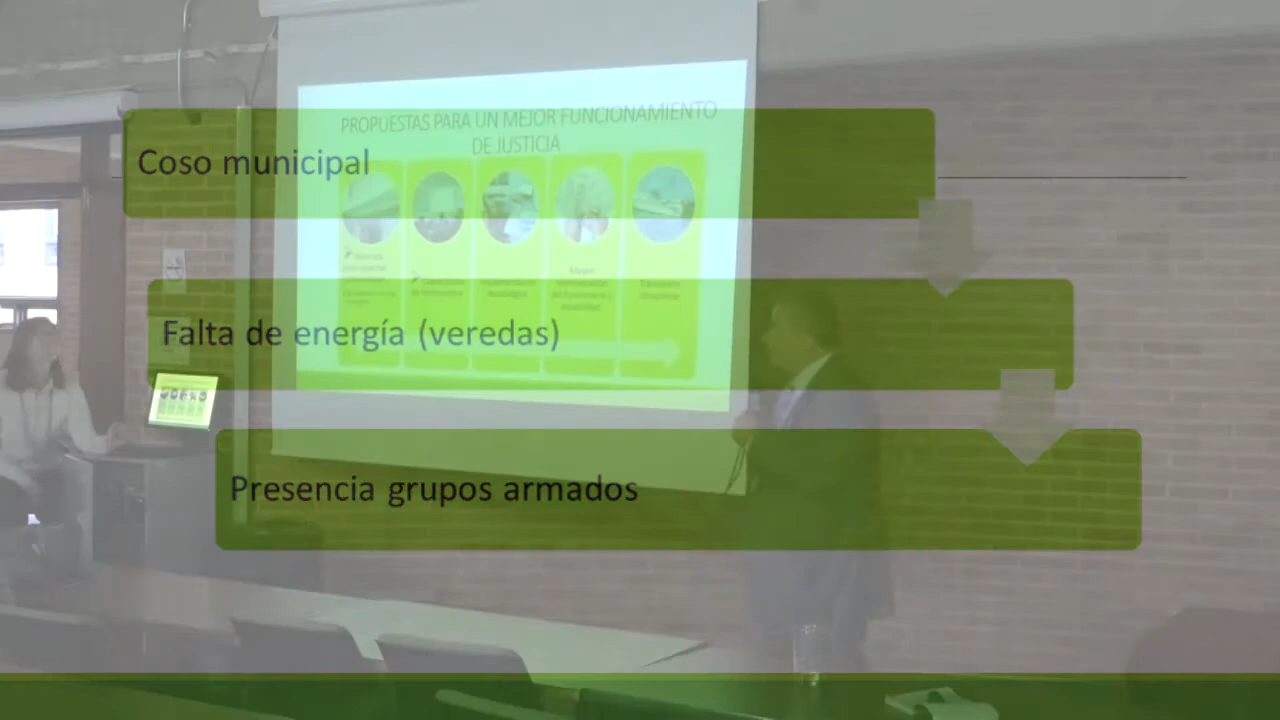 PROPUESTAS PARA UN MEJOR FUNCIONAMIENTO
DE JUSTICIA
Coso municipal
Falta de energía (veredas)
Presencia grupos armados